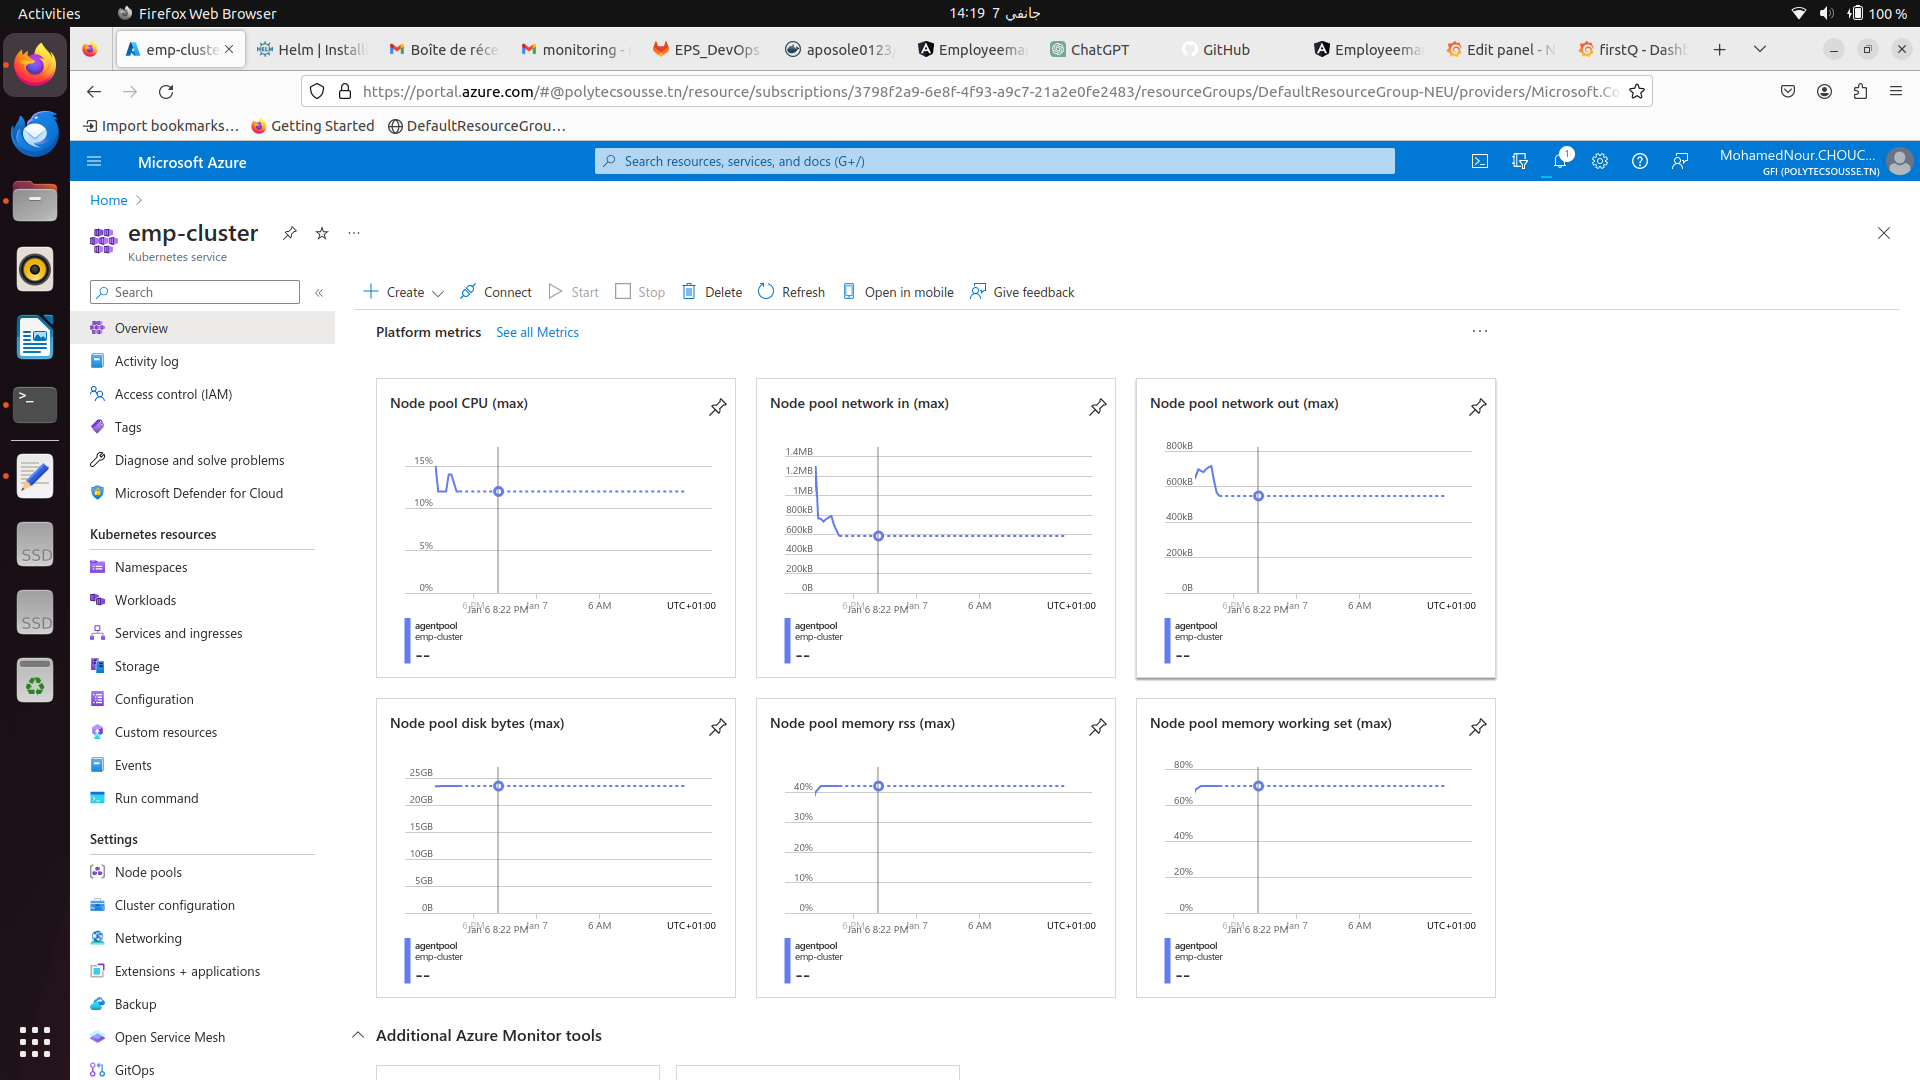 Activities
Firefox Web Browser
14:19 7 جانفي
100 %
emp-cluste
Helm | Install
Boîte de réce
monitoring -
EPS_DevOps
aposole0123/
Employeema
ChatGPT
GitHub
Employeema
Edit panel - N
firstQ - Dashb
https://portal.azure.com/#@polytecsousse.tn/resource/subscriptions/3798f2a9-6e8f-4f93-a9c7-21a2e0fe2483/resourceGroups/DefaultResourceGroup-NEU/providers/Microsoft.Co
Import bookmarks…
Getting Started
DefaultResourceGrou…
Microsoft Azure
Search resources, services, and docs (G+/)
1
MohamedNour.CHOUC...
GFI (POLYTECSOUSSE.TN)
Home
emp-cluster
...
Kubernetes service
Search
«
Create
Connect
Start
Stop
Delete
Refresh
Open in mobile
Give feedback
Overview
Activity log
Access control (IAM)
Tags
Diagnose and solve problems
Microsoft Defender for Cloud
Kubernetes resources
Namespaces
Workloads
Services and ingresses
Storage
Configuration
Custom resources
Events
Run command
Settings
Node pools
Cluster configuration
Networking
Extensions + applications
Backup
Open Service Mesh
GitOps
SSD
SSD
Platform metrics
See all Metrics
...
Node pool CPU (max)
15%
10%
5%
0%
6 PM
Jan 6 8:22 PM
Jan 7
6 AM
UTC+01:00
agentpool
emp-cluster
--
Node pool network in (max)
1.4MB
1.2MB
1MB
800kB
600kB
400kB
200kB
0B
6 PM
Jan 6 8:22 PM
Jan 7
6 AM
UTC+01:00
agentpool
emp-cluster
--
Node pool network out (max)
800kB
600kB
400kB
200kB
0B
6 PM
Jan 6 8:22 PM
Jan 7
6 AM
UTC+01:00
agentpool
emp-cluster
--
Node pool disk bytes (max)
25GB
20GB
15GB
10GB
5GB
0B
6 PM
Jan 6 8:22 PM
Jan 7
6 AM
UTC+01:00
agentpool
emp-cluster
--
Node pool memory rss (max)
40%
30%
20%
10%
0%
6 PM
Jan 6 8:22 PM
Jan 7
6 AM
UTC+01:00
agentpool
emp-cluster
--
Node pool memory working set (max)
80%
60%
40%
20%
0%
6 PM
Jan 6 8:22 PM
Jan 7
6 AM
UTC+01:00
agentpool
emp-cluster
--
Additional Azure Monitor tools